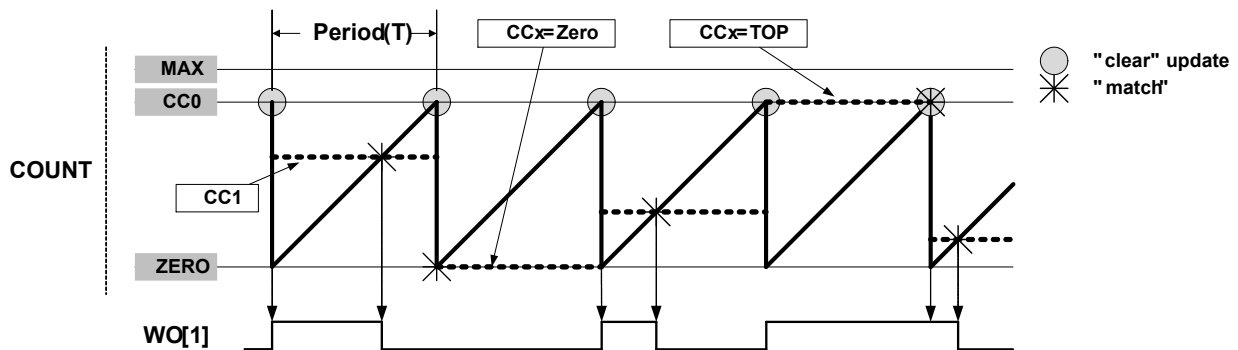 Period(T)
CCx=Zero
CCx=TOP
"clear" update
"match"
MAX
CC0
COUNT
CC1
ZERO
WO[1]